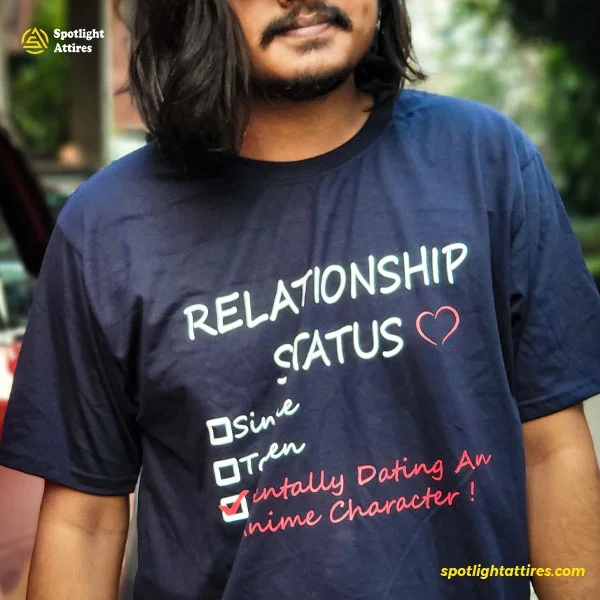 Spotlight
Attires
RELATIONSHIP
STATUS
Dating An
Character !
spotlightattires.com